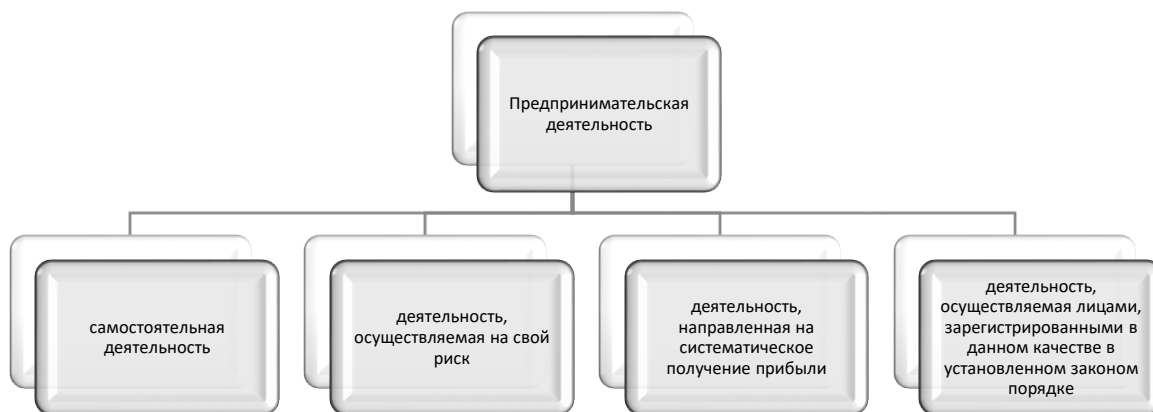 Предпринимательская
деятельность
самостоятельная
деятельность
деятельность,
осуществляемая на свой
риск
деятельность,
направленная на
систематическое
получение прибыли
деятельность,
осуществляемая лицами,
зарегистрированными в
данном качестве в
установленном законом
порядке